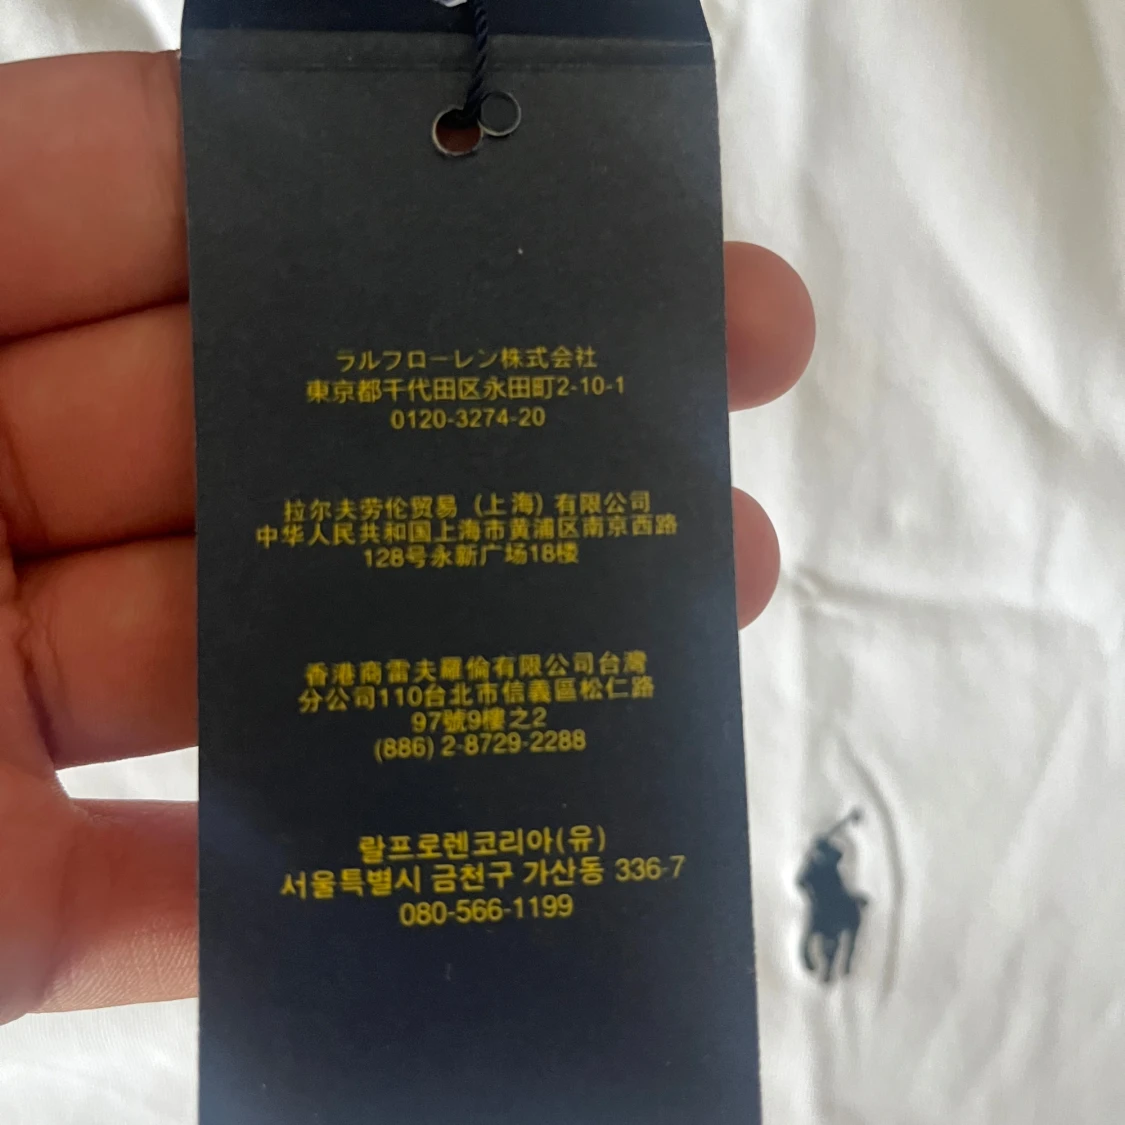 ラルフローレン株式会社
東京都千代田区永田町2-10-1
0120-3274-20
拉尔夫劳伦贸易（上海）有限公司
中华人民共和国上海市黄浦区南京西路
128号永新广场18楼
香港商雷夫羅倫有限公司台灣
分公司110台北市信義區松仁路
97號9樓之2
(886) 2-8729-2288
랄프로렌코리아(유)
서울특별시 금천구 가산동 336-7
080-566-1199